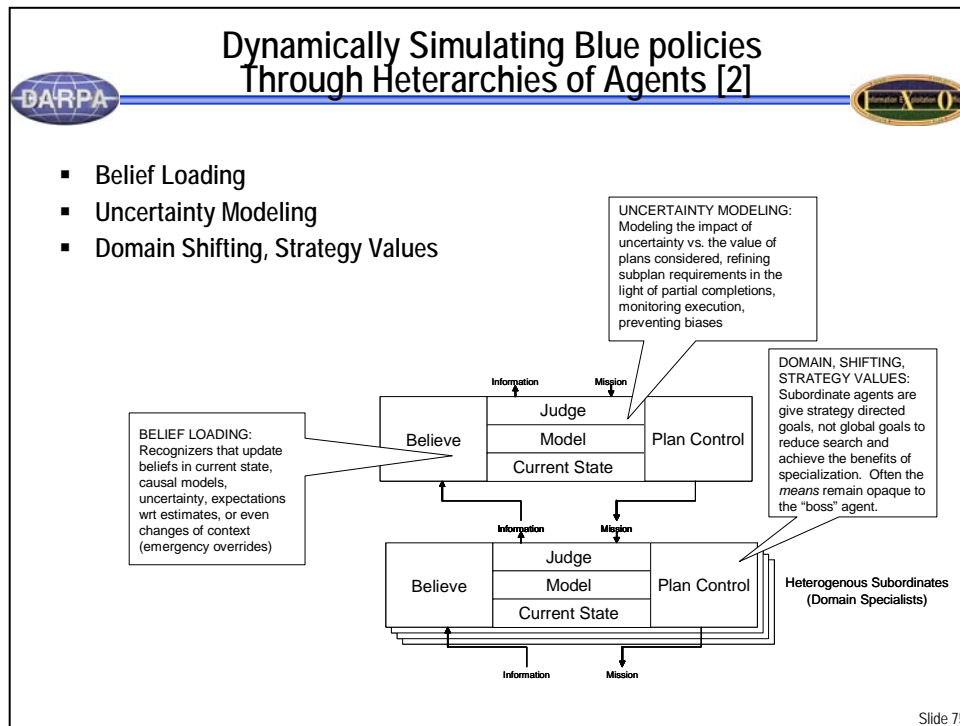 Dynamically Simulating Blue policies
Through Heterarchies of Agents [2]
DARPA
Information Exploitation
I X O
▪ Belief Loading
▪ Uncertainty Modeling
▪ Domain Shifting, Strategy Values
UNCERTAINTY MODELING:
Modeling the impact of
uncertainty vs. the value of
plans considered, refining
subplan requirements in the
light of partial completions,
monitoring execution,
preventing biases
DOMAIN, SHIFTING,
STRATEGY VALUES:
Subordinate agents are
give strategy directed
goals, not global goals to
reduce search and
achieve the benefits of
specialization. Often the
means remain opaque to
the “boss” agent.
BELIEF LOADING:
Recognizers that update
beliefs in current state,
causal models,
uncertainty, expectations
wrt estimates, or even
changes of context
(emergency overrides)
Information
Mission
Believe
Judge
Model
Current State
Plan Control
Information
Mission
Believe
Judge
Model
Current State
Plan Control
Heterogenous Subordinates
(Domain Specialists)
Information
Mission
Slide 7